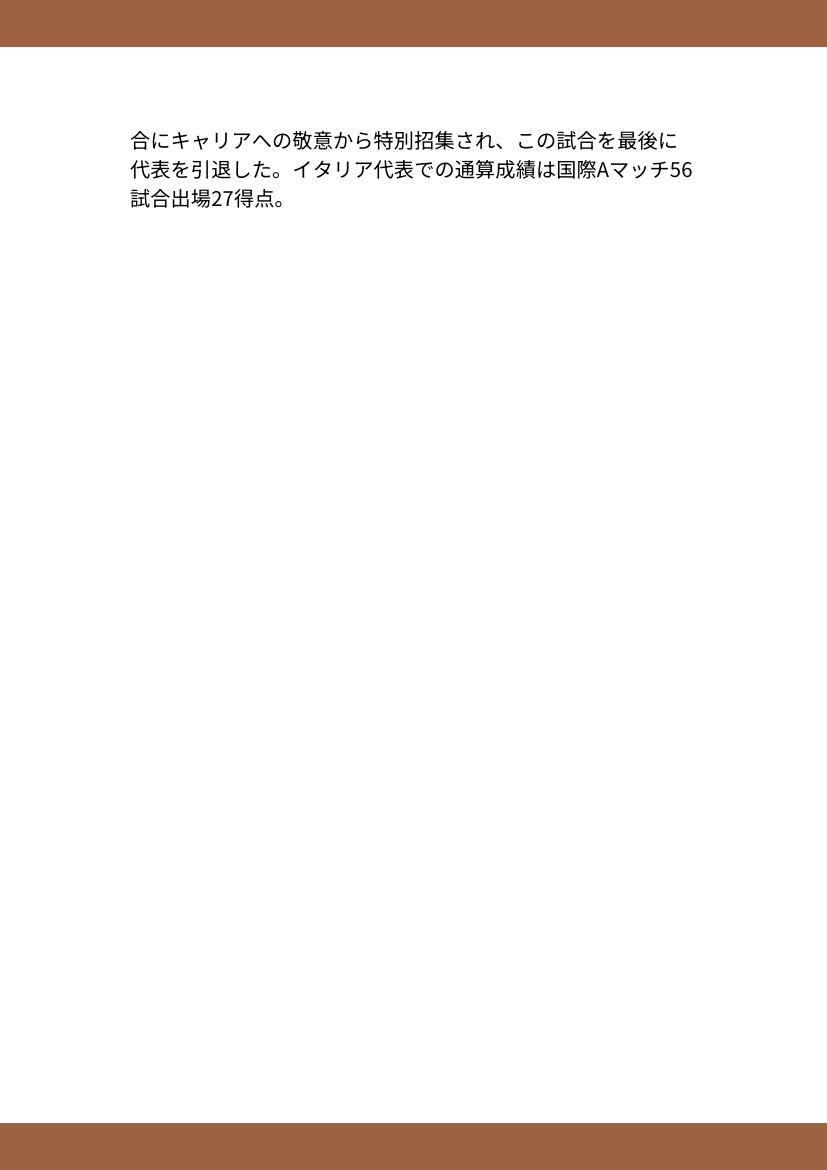 合にキャリアへの敬意から特別招集され、この試合を最後に
代表を引退した。イタリア代表での通算成績は国際Aマッチ56
試合出場27得点。